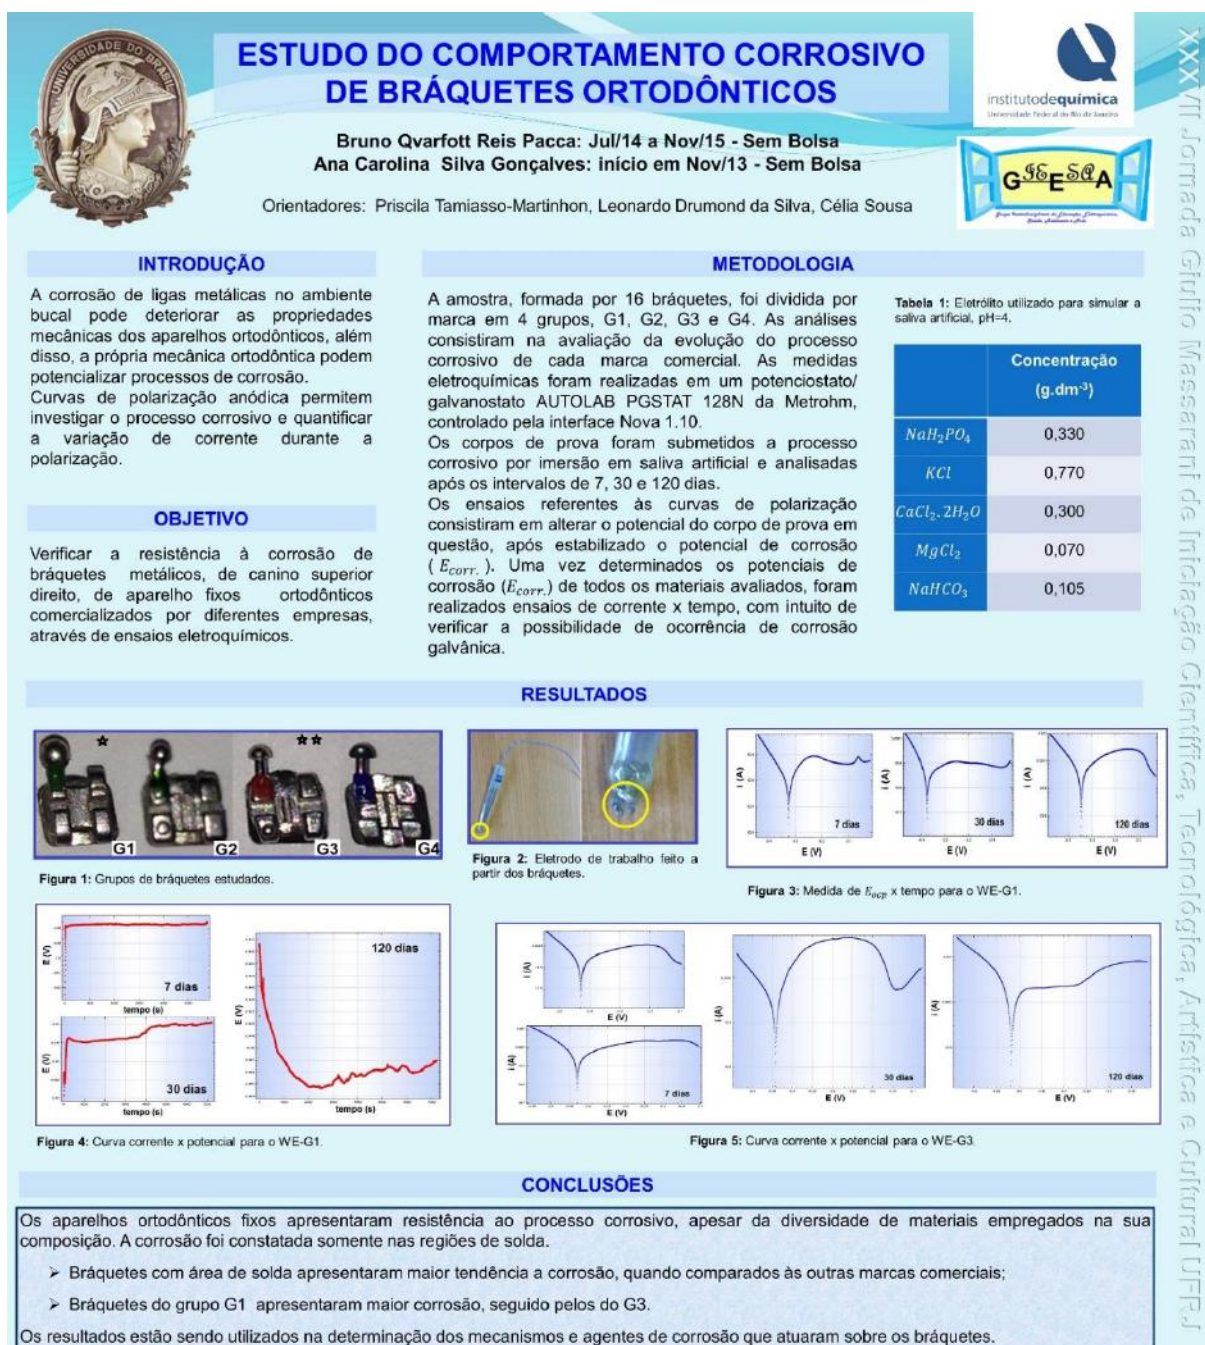 UNIVERSIDADE DO BRASIL
ESTUDO DO COMPORTAMENTO CORROSIVO
DE BRÁQUETES ORTODÔNTICOS
Bruno Qvarfott Reis Pacca: Jul/14 a Nov/15 - Sem Bolsa
Ana Carolina Silva Gonçalves: início em Nov/13 - Sem Bolsa
Orientadores: Priscila Tamiasso-Martinhon, Leonardo Drumond da Silva, Célia Sousa
institutodequímica
Universidade Federal do Rio de Janeiro
GIEESAA
XXXVII Jornada Giulio Massarani de Iniciação Científica, Tecnológica, Artística e Cultural UFRJ
INTRODUÇÃO
A corrosão de ligas metálicas no ambiente
bucal pode deteriorar as propriedades
mecânicas dos aparelhos ortodônticos, além
disso, a própria mecânica ortodôntica podem
potencializar processos de corrosão.
Curvas de polarização anódica permitem
investigar o processo corrosivo e quantificar
a variação de corrente durante a
polarização.
OBJETIVO
Verificar a resistência à corrosão de
bráquetes metálicos, de canino superior
direito, de aparelho fixos ortodônticos
comercializados por diferentes empresas,
através de ensaios eletroquímicos.
METODOLOGIA
A amostra, formada por 16 bráquetes, foi dividida por
marca em 4 grupos, G1, G2, G3 e G4. As análises
consistiram na avaliação da evolução do processo
corrosivo de cada marca comercial. As medidas
eletroquímicas foram realizadas em um potenciostato/
galvanostato AUTOLAB PGSTAT 128N da Metrohm,
controlado pela interface Nova 1.10.
Os corpos de prova foram submetidos a processo
corrosivo por imersão em saliva artificial e analisadas
após os intervalos de 7, 30 e 120 dias.
Os ensaios referentes às curvas de polarização
consistiram em alterar o potencial do corpo de prova em
questão, após estabilizado o potencial de corrosão
( E_corr. ). Uma vez determinados os potenciais de
corrosão (E_corr.) de todos os materiais avaliados, foram
realizados ensaios de corrente x tempo, com intuito de
verificar a possibilidade de ocorrência de corrosão
galvânica.
Tabela 1: Eletrólito utilizado para simular a
saliva artificial, pH=4.
Concentração
(g.dm⁻³)
NaH₂PO₄ 0,330
KCl 0,770
CaCl₂.2H₂O 0,300
MgCl₂ 0,070
NaHCO₃ 0,105
RESULTADOS
G1 G2 G3 G4
Figura 1: Grupos de bráquetes estudados.
Figura 2: Eletrodo de trabalho feito a
partir dos bráquetes.
i (A) 7 dias E (V)
i (A) 30 dias E (V)
i (A) 120 dias E (V)
Figura 3: Medida de E_ocp x tempo para o WE-G1.
E (V) 7 dias tempo (s)
E (V) 30 dias tempo (s)
E (V) 120 dias tempo (s)
Figura 4: Curva corrente x potencial para o WE-G1.
i (A) E (V)
i (A) 7 dias E (V)
i (A) 30 dias E (V)
i (A) 120 dias E (V)
Figura 5: Curva corrente x potencial para o WE-G3.
CONCLUSÕES
Os aparelhos ortodônticos fixos apresentaram resistência ao processo corrosivo, apesar da diversidade de materiais empregados na sua
composição. A corrosão foi constatada somente nas regiões de solda.
➢ Bráquetes com área de solda apresentaram maior tendência a corrosão, quando comparados às outras marcas comerciais;
➢ Bráquetes do grupo G1 apresentaram maior corrosão, seguido pelos do G3.
Os resultados estão sendo utilizados na determinação dos mecanismos e agentes de corrosão que atuaram sobre os bráquetes.